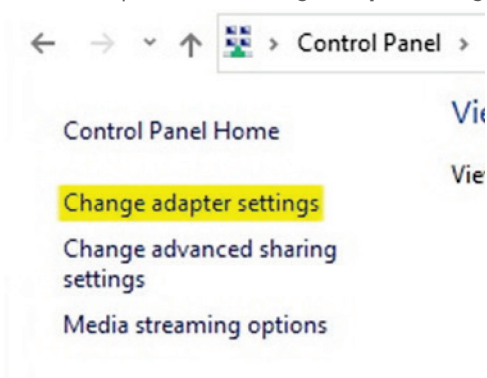 Control Panel >
Control Panel Home
Change adapter settings
Change advanced sharing
settings
Media streaming options